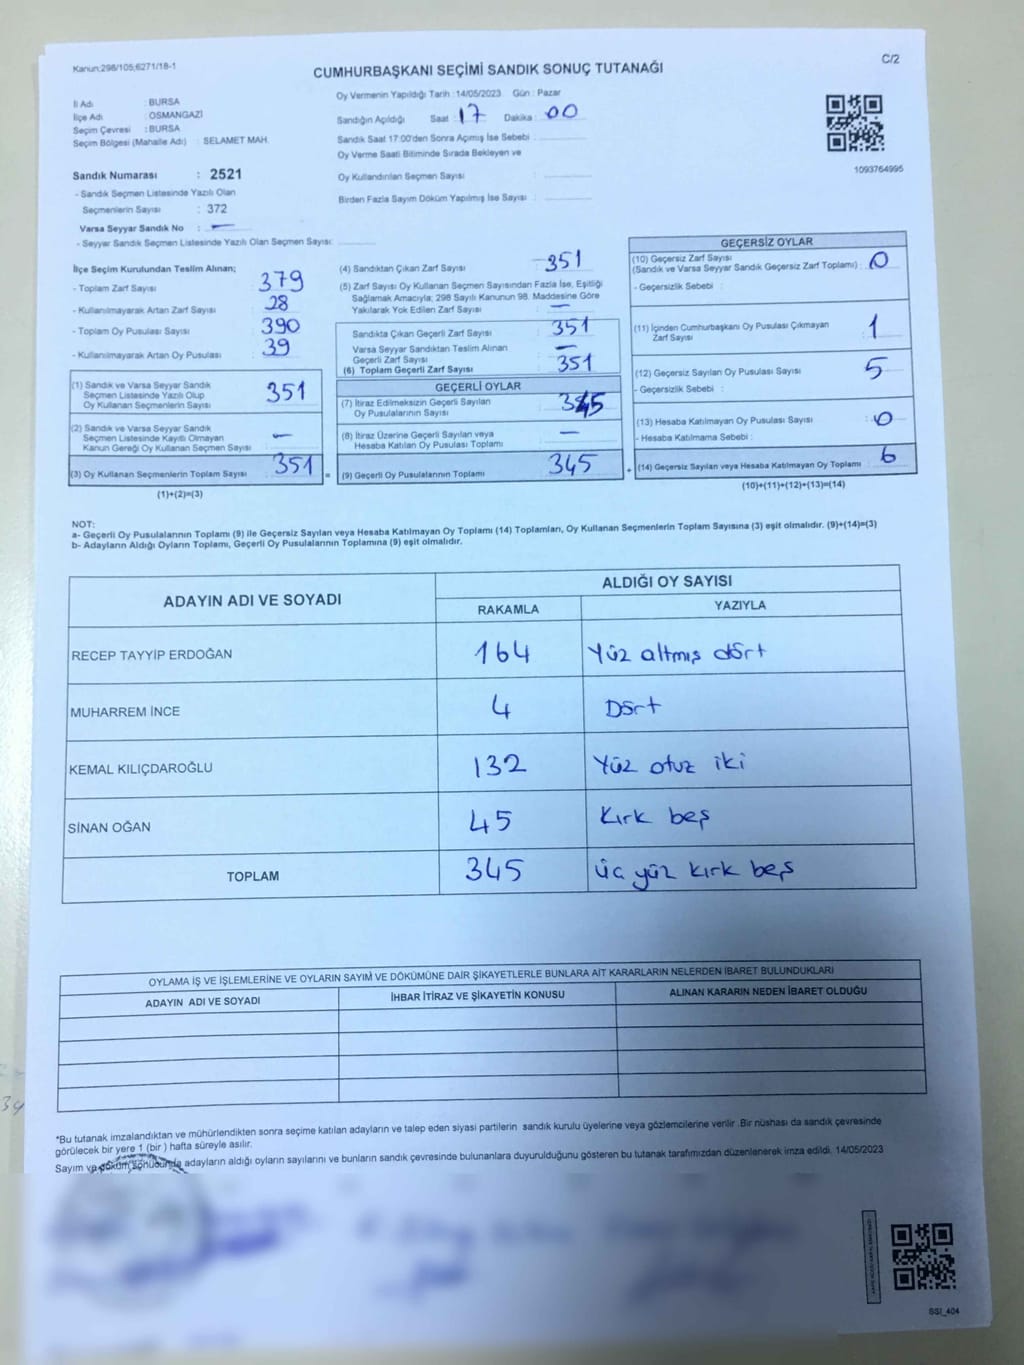 Kanun;298/105;6271/18-1
C/2
CUMHURBAŞKANI SEÇİMİ SANDIK SONUÇ TUTANAĞI
İl Adı : BURSA
İlçe Adı : OSMANGAZİ
Seçim Çevresi : BURSA
Seçim Bölgesi (Mahalle Adı) : SELAMET MAH.
Sandık Numarası : 2521
- Sandık Seçmen Listesinde Yazılı Olan
Seçmenlerin Sayısı : 372
Varsa Seyyar Sandık No : —
- Seyyar Sandık Seçmen Listesinde Yazılı Olan Seçmen Sayısı:
Oy Vermenin Yapıldığı Tarih : 14/05/2023 Gün : Pazar
Sandığın Açıldığı Saat : 17 Dakika : 00
Sandık Saat 17:00'den Sonra Açımış İse Sebebi :
Oy Verme Saati Bitiminde Sırada Bekleyen ve
Oy Kullandırılan Seçmen Sayısı :
Birden Fazla Sayım Döküm Yapılmış İse Sayısı :
1093764995
İlçe Seçim Kurulundan Teslim Alınan;
- Toplam Zarf Sayısı : 379
- Kullanılmayarak Artan Zarf Sayısı : 28
- Toplam Oy Pusulası Sayısı : 390
- Kullanılmayarak Artan Oy Pusulası : 39
(1) Sandık ve Varsa Seyyar Sandık
Seçmen Listesinde Yazılı Olup
Oy Kullanan Seçmenlerin Sayısı : 351
(2) Sandık ve Varsa Seyyar Sandık
Seçmen Listesinde Kayıtlı Olmayan
Kanun Gereği Oy Kullanan Seçmen Sayısı : —
(3) Oy Kullanan Seçmenlerin Toplam Sayısı : 351
(1)+(2)=(3)
(4) Sandıktan Çıkan Zarf Sayısı : 351
(5) Zarf Sayısı Oy Kullanan Seçmen Sayısından Fazla İse, Eşitliği
Sağlamak Amacıyla; 298 Sayılı Kanunun 98. Maddesine Göre
Yakılarak Yok Edilen Zarf Sayısı : —
Sandıkta Çıkan Geçerli Zarf Sayısı : 351
Varsa Seyyar Sandıktan Teslim Alınan
Geçerli Zarf Sayısı : —
(6) Toplam Geçerli Zarf Sayısı : 351
GEÇERLİ OYLAR
(7) İtiraz Edilmeksizin Geçerli Sayılan
Oy Pusulalarının Sayısı : 345
(8) İtiraz Üzerine Geçerli Sayılan veya
Hesaba Katılan Oy Pusulası Toplamı : —
(9) Geçerli Oy Pusulalarının Toplamı : 345
GEÇERSİZ OYLAR
(10) Geçersiz Zarf Sayısı
(Sandık ve Varsa Seyyar Sandık Geçersiz Zarf Toplamı) : 0
- Geçersizlik Sebebi :
(11) İçinden Cumhurbaşkanı Oy Pusulası Çıkmayan
Zarf Sayısı : 1
(12) Geçersiz Sayılan Oy Pusulası Sayısı : 5
- Geçersizlik Sebebi :
(13) Hesaba Katılmayan Oy Pusulası Sayısı : 0
- Hesaba Katılmama Sebebi :
(14) Geçersiz Sayılan veya Hesaba Katılmayan Oy Toplamı : 6
(10)+(11)+(12)+(13)=(14)
NOT:
a- Geçerli Oy Pusulalarının Toplamı (9) ile Geçersiz Sayılan veya Hesaba Katılmayan Oy Toplamı (14) Toplamları, Oy Kullanan Seçmenlerin Toplam Sayısına (3) eşit olmalıdır. (9)+(14)=(3)
b- Adayların Aldığı Oyların Toplamı, Geçerli Oy Pusulalarının Toplamına (9) eşit olmalıdır.
ADAYIN ADI VE SOYADI
ALDIĞI OY SAYISI
RAKAMLA YAZIYLA
RECEP TAYYİP ERDOĞAN 164 Yüz altmış dört
MUHARREM İNCE 4 Dört
KEMAL KILIÇDAROĞLU 132 Yüz otuz iki
SİNAN OĞAN 45 Kırk beş
TOPLAM 345 üç yüz kırk beş
OYLAMA İŞ VE İŞLEMLERİNE VE OYLARIN SAYIM VE DÖKÜMÜNE DAİR ŞİKAYETLERLE BUNLARA AİT KARARLARIN NELERDEN İBARET BULUNDUKLARI
ADAYIN ADI VE SOYADI İHBAR İTİRAZ VE ŞİKAYETİN KONUSU ALINAN KARARIN NEDEN İBARET OLDUĞU
*Bu tutanak imzalandıktan ve mühürlendikten sonra seçime katılan adayların ve talep eden siyasi partilerin sandık kurulu üyelerine veya gözlemcilerine verilir .Bir nüshası da sandık çevresinde
görülecek bir yere 1 (bir ) hafta süreyle asılır.
Sayım ve döküm sonucunda adayların aldığı oyların sayılarını ve bunların sandık çevresinde bulunanlara duyurulduğunu gösteren bu tutanak tarafımızdan düzenlenerek imza edildi. 14/05/2023
SSİ_404